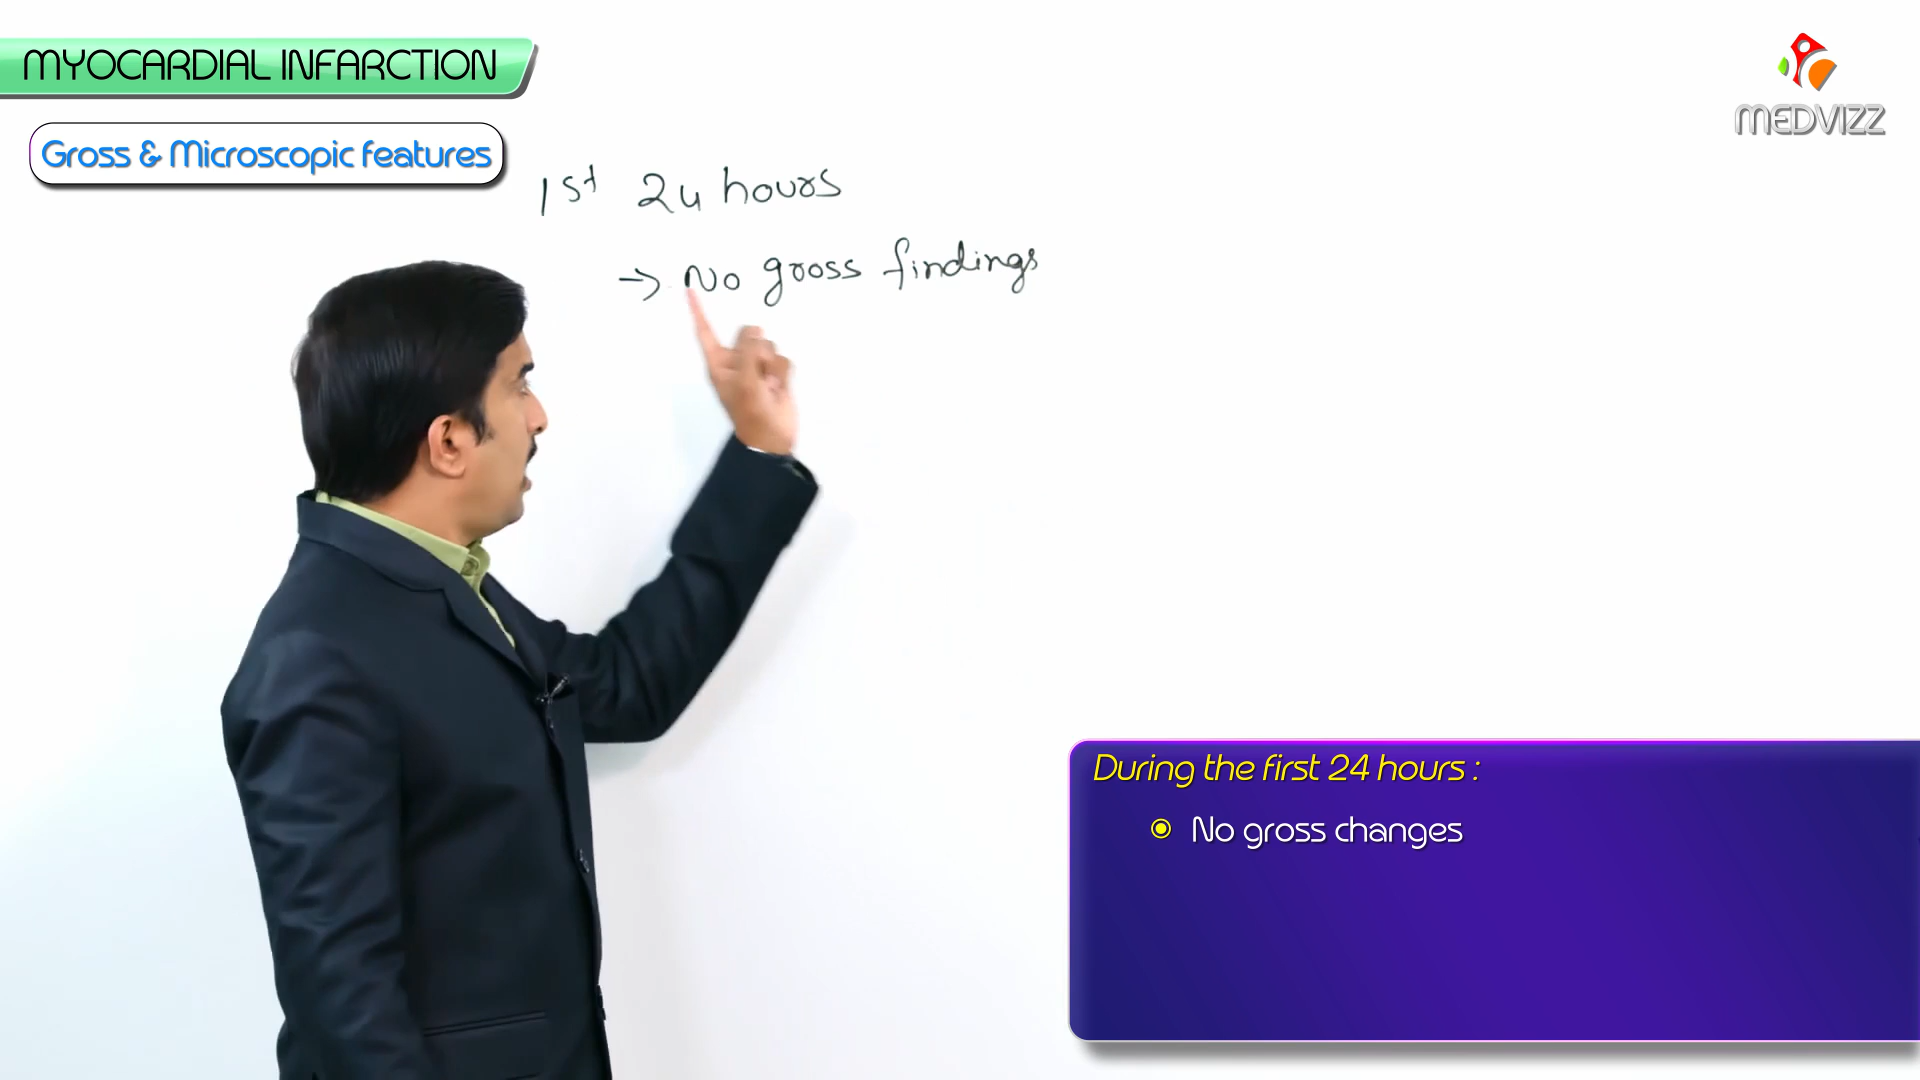 MYOCARDIAL INFARCTION
MEDVIZZ
Gross & Microscopic features
1st 24 hours
→ No gross findings
During the first 24 hours :
No gross changes